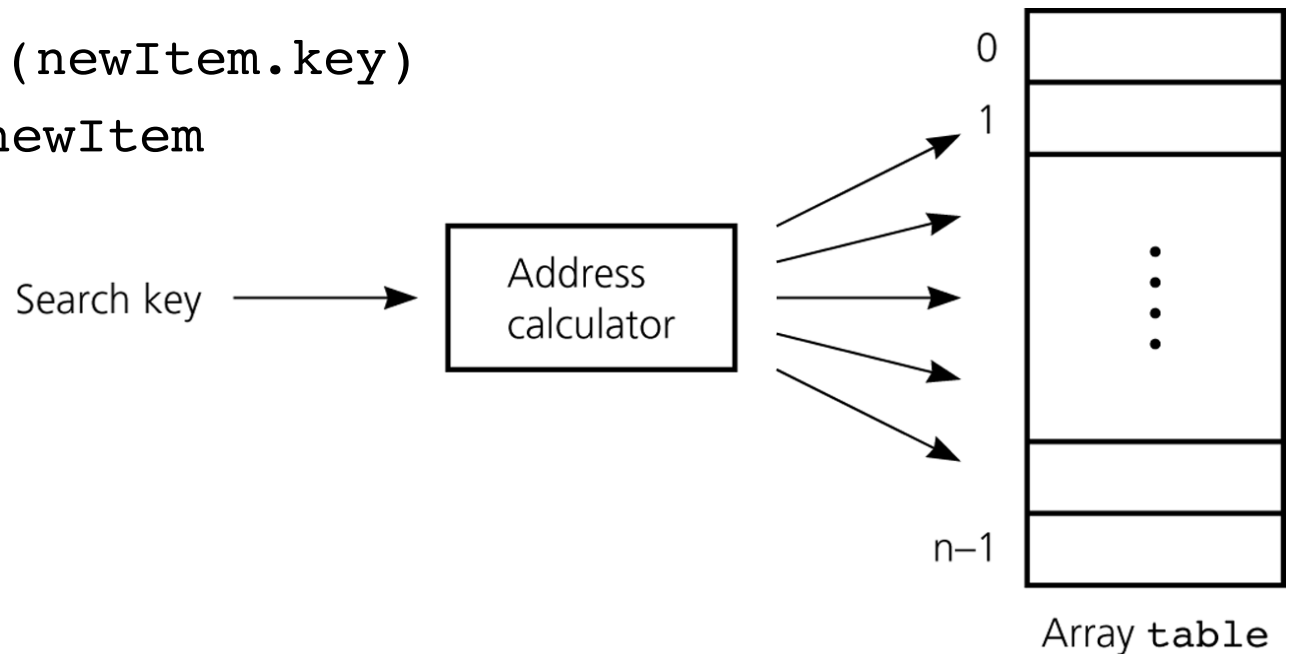 (newItem.key)
newItem
Search key
Address
calculator
0
1
n–1
Array table